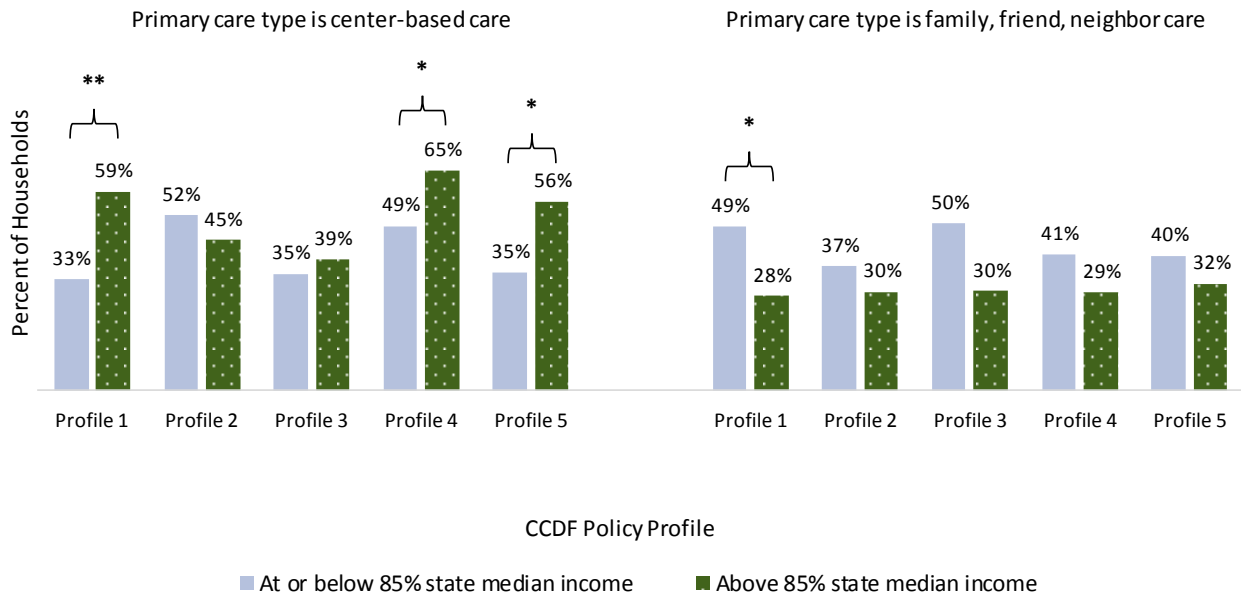 Primary care type is center-based care
Primary care type is family, friend, neighbor care
Percent of Households
**
*
*
*
33%
59%
52%
45%
35%
39%
49%
65%
35%
56%
49%
28%
37%
30%
50%
30%
41%
29%
40%
32%
Profile 1
Profile 2
Profile 3
Profile 4
Profile 5
Profile 1
Profile 2
Profile 3
Profile 4
Profile 5
CCDF Policy Profile
At or below 85% state median income
Above 85% state median income